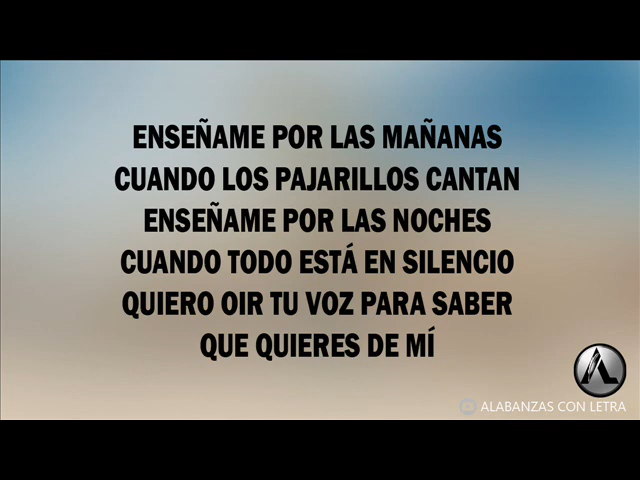 ENSEÑAME POR LAS MAÑANAS
CUANDO LOS PAJARILLOS CANTAN
ENSEÑAME POR LAS NOCHES
CUANDO TODO ESTÁ EN SILENCIO
QUIERO OIR TU VOZ PARA SABER
QUE QUIERES DE MÍ
ALABANZAS CON LETRA